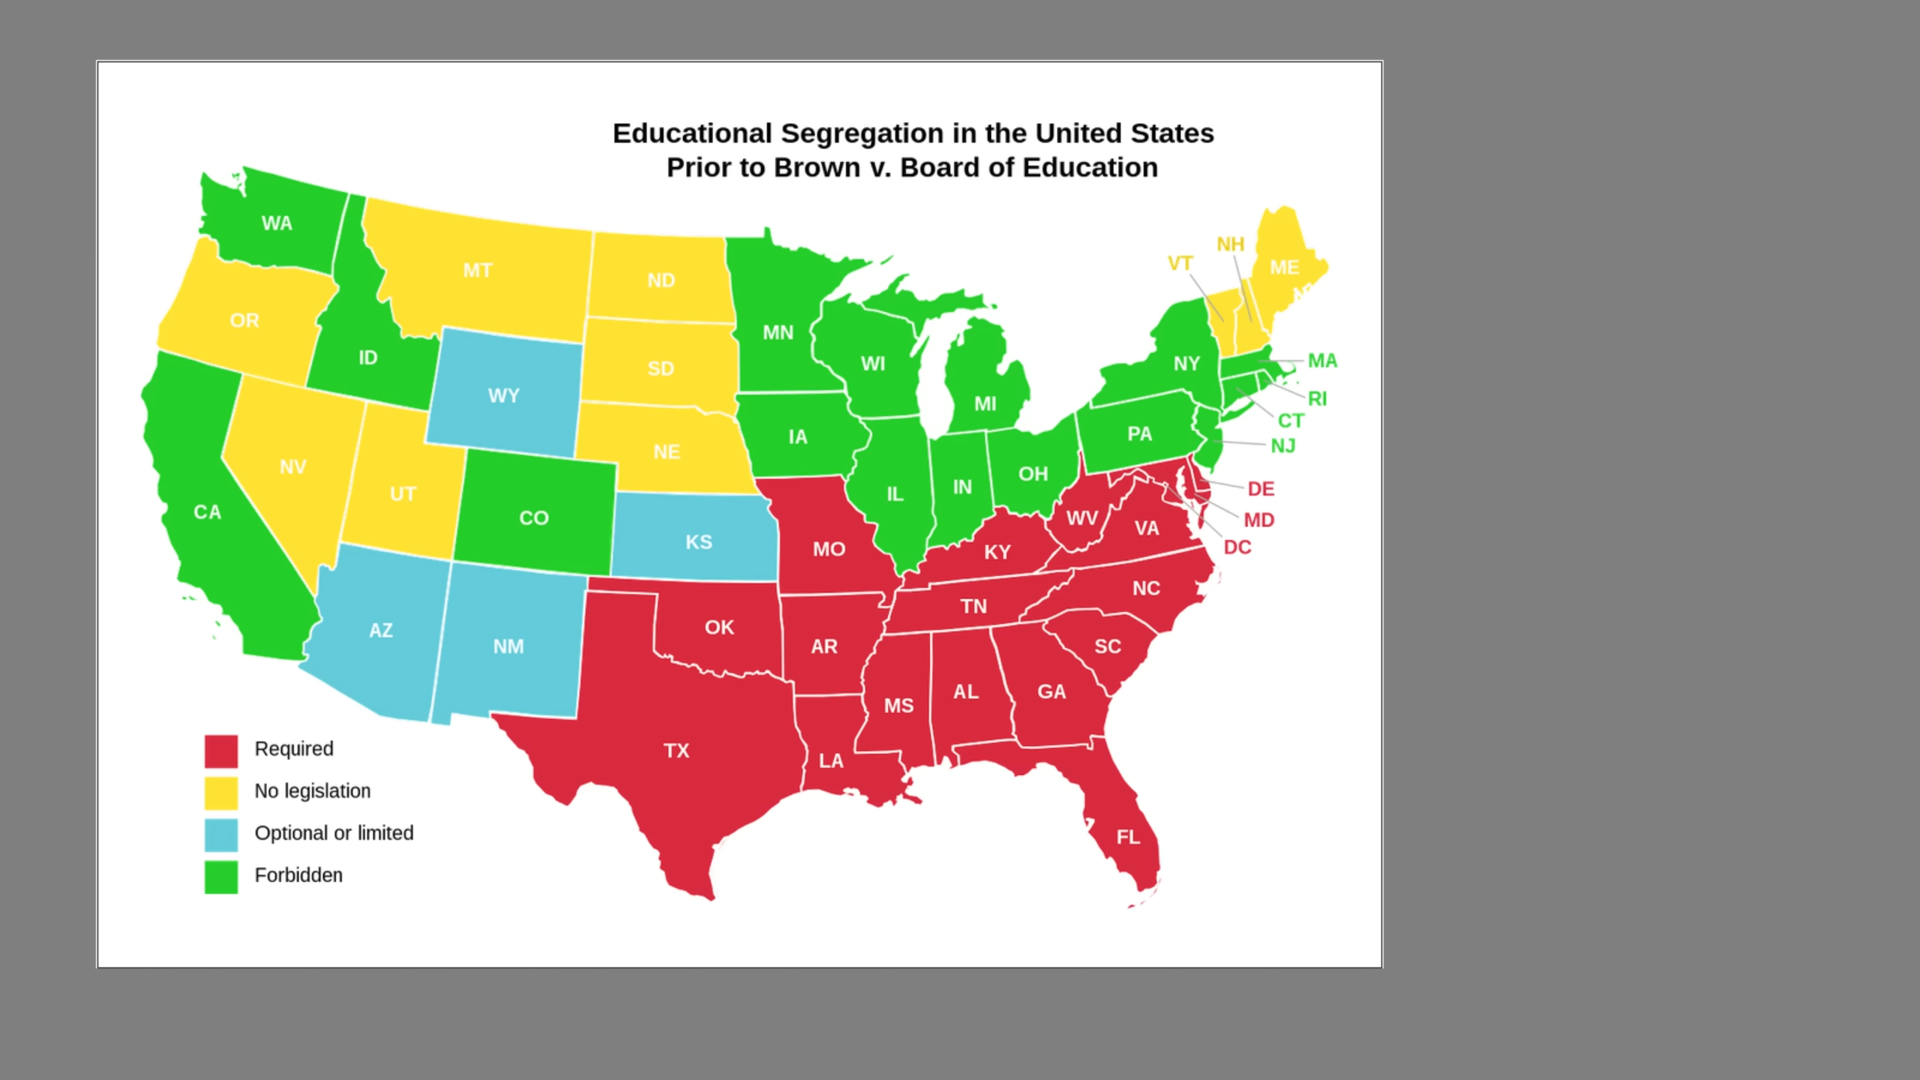 Educational Segregation in the United States
Prior to Brown v. Board of Education
WA
MT
ND
MN
OR
ID
WY
SD
WI
MI
NY
VT
NH
ME
MA
RI
CT
NJ
PA
NV
UT
CA
CO
NE
IA
IL
IN
OH
KS
MO
KY
WV
VA
DE
MD
DC
AZ
NM
OK
AR
TN
NC
SC
TX
LA
MS
AL
GA
FL
Required
No legislation
Optional or limited
Forbidden